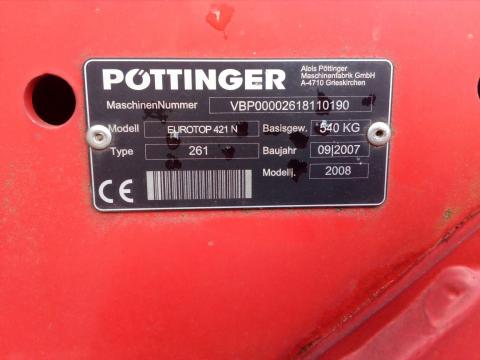 PÖTTINGER
Alois Pöttinger
Maschinenfabrik GmbH
A-4710 Grieskirchen
MaschinenNummer VBP00002618110190
Modell EUROTOP 421 N Basisgew. 540 KG
Type 261 Baujahr 09|2007
Modellj. 2008
CE